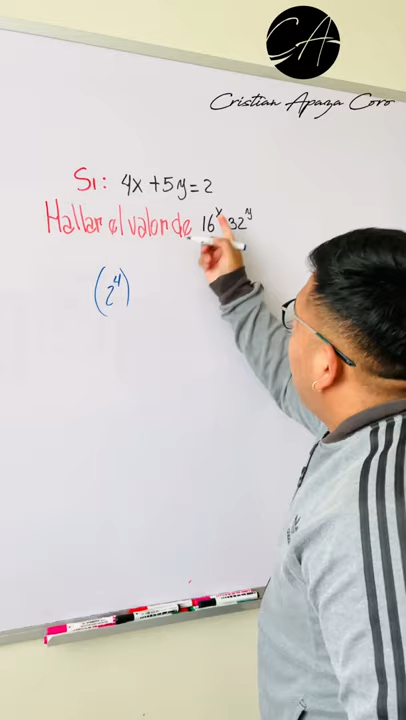 CA
Cristian Apaza Coro
Si: 4x + 5y = 2
Hallar el valor de 16^x 32^y
(2^4)